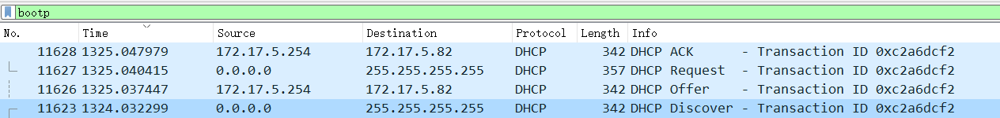 bootp
No. Time Source Destination Protocol Length Info
11628 1325.047979 172.17.5.254 172.17.5.82 DHCP 342 DHCP ACK - Transaction ID 0xc2a6dcf2
11627 1325.040415 0.0.0.0 255.255.255.255 DHCP 357 DHCP Request - Transaction ID 0xc2a6dcf2
11626 1325.037447 172.17.5.254 172.17.5.82 DHCP 342 DHCP Offer - Transaction ID 0xc2a6dcf2
11623 1324.032299 0.0.0.0 255.255.255.255 DHCP 342 DHCP Discover - Transaction ID 0xc2a6dcf2